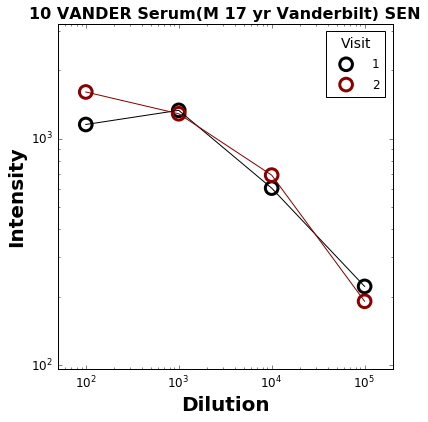 10 VANDER Serum(M 17 yr Vanderbilt) SEN
Visit
1
2
10³
10²
Intensity
10² 10³ 10⁴ 10⁵
Dilution